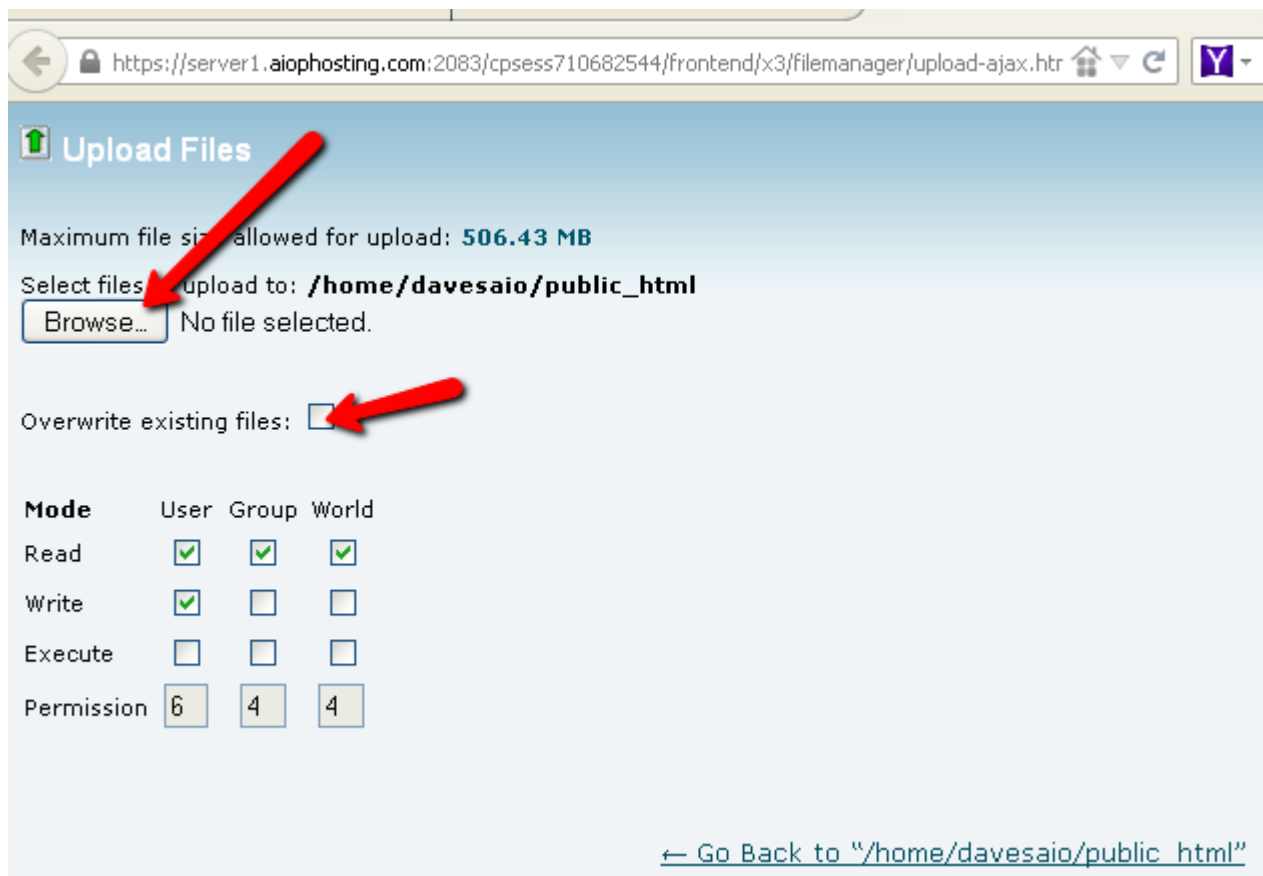 https://server1.aiophosting.com:2083/cpsess710682544/frontend/x3/filemanager/upload-ajax.htr
Upload Files
Maximum file allowed for upload: 506.43 MB
Select files upload to: /home/davesaio/public_html
Browse... No file selected.
Overwrite existing files:
Mode User Group World
Read
Write
Execute
Permission 6 4 4
← Go Back to “/home/davesaio/public_html”